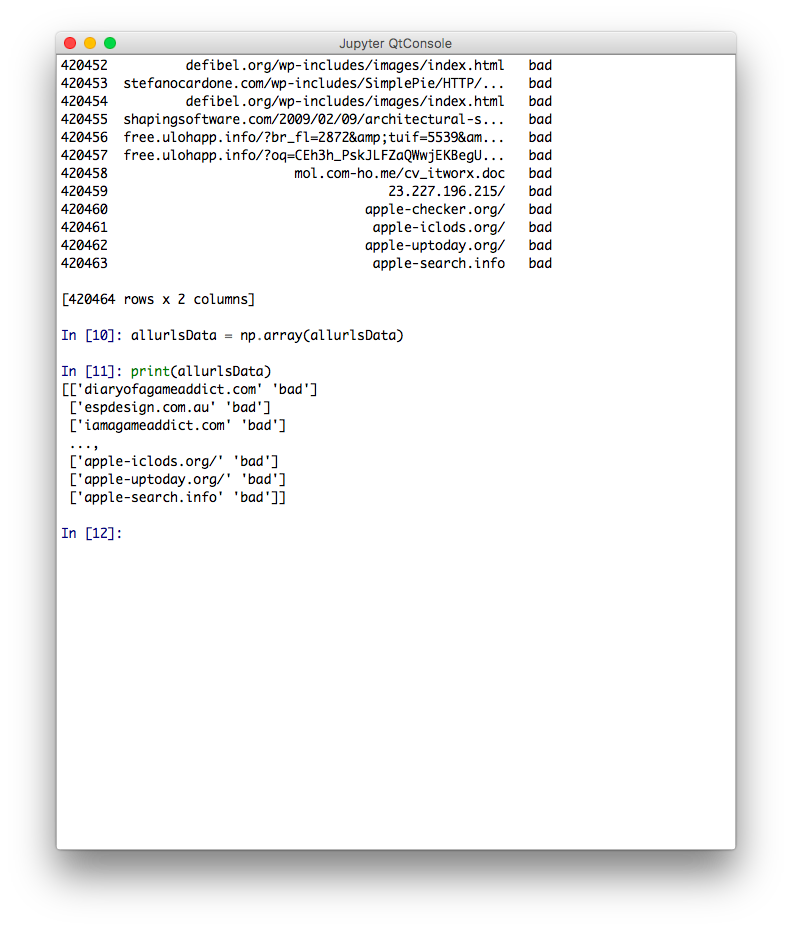 Jupyter QtConsole
420452 defibel.org/wp-includes/images/index.html bad
420453 stefanocardone.com/wp-includes/SimplePie/HTTP/... bad
420454 defibel.org/wp-includes/images/index.html bad
420455 shapingsoftware.com/2009/02/09/architectural-s... bad
420456 free.ulohapp.info/?br_fl=2872&amp;tuif=5539&am... bad
420457 free.ulohapp.info/?oq=CEh3h_PskJLFZaQWwjEKBegU... bad
420458 mol.com-ho.me/cv_itworx.doc bad
420459 23.227.196.215/ bad
420460 apple-checker.org/ bad
420461 apple-iclods.org/ bad
420462 apple-uptoday.org/ bad
420463 apple-search.info bad
[420464 rows x 2 columns]
In [10]: allurlsData = np.array(allurlsData)
In [11]: print(allurlsData)
[['diaryofagameaddict.com' 'bad']
['espdesign.com.au' 'bad']
['iamagameaddict.com' 'bad']
...,
['apple-iclods.org/' 'bad']
['apple-uptoday.org/' 'bad']
['apple-search.info' 'bad']]
In [12]: